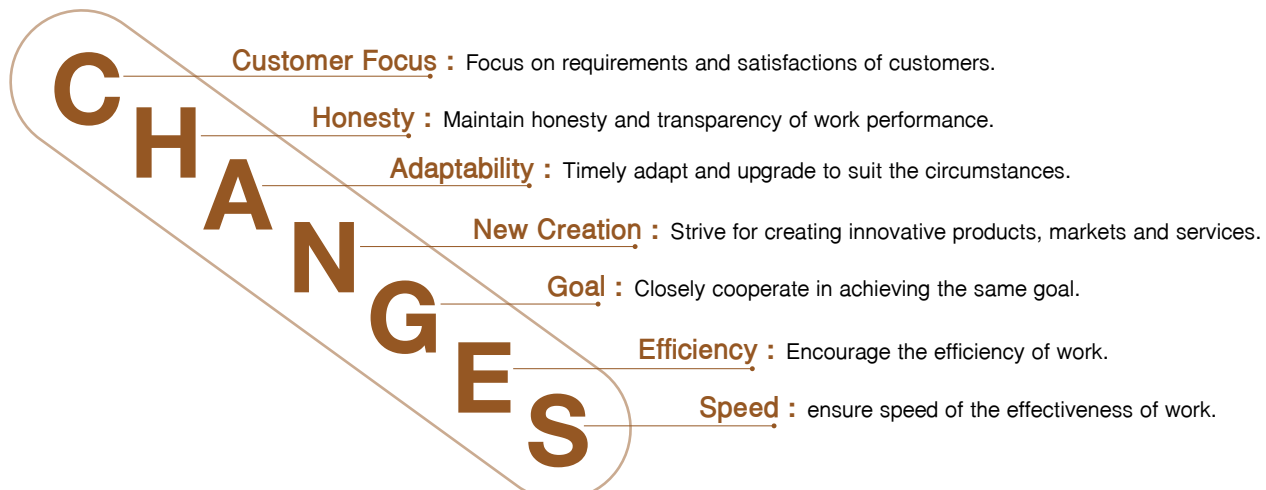 C Customer Focus : Focus on requirements and satisfactions of customers.
H Honesty : Maintain honesty and transparency of work performance.
A Adaptability : Timely adapt and upgrade to suit the circumstances.
N New Creation : Strive for creating innovative products, markets and services.
G Goal : Closely cooperate in achieving the same goal.
E Efficiency : Encourage the efficiency of work.
S Speed : ensure speed of the effectiveness of work.